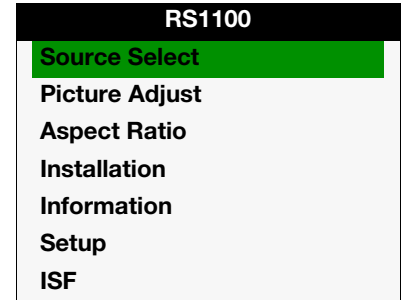 RS1100
Source Select
Picture Adjust
Aspect Ratio
Installation
Information
Setup
ISF